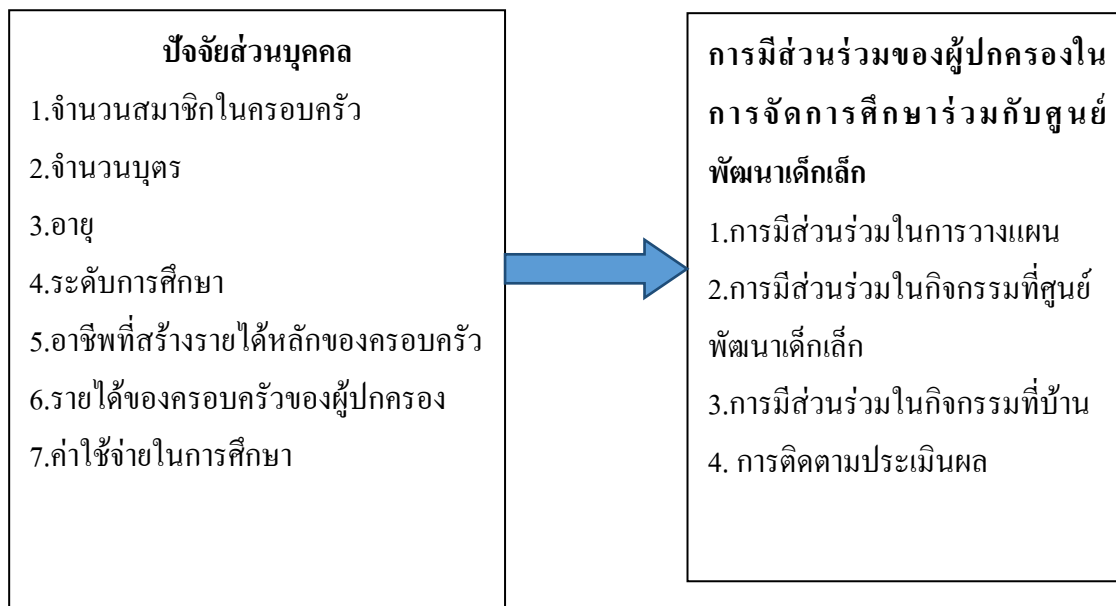 ปัจจัยส่วนบุคคล
1.จำนวนสมาชิกในครอบครัว
2.จำนวนบุตร
3.อายุ
4.ระดับการศึกษา
5.อาชีพที่สร้างรายได้หลักของครอบครัว
6.รายได้ของครอบครัวของผู้ปกครอง
7.ค่าใช้จ่ายในการศึกษา
การมีส่วนร่วมของผู้ปกครองใน
การจัดการศึกษาร่วมกับศูนย์
พัฒนาเด็กเล็ก
1.การมีส่วนร่วมในการวางแผน
2.การมีส่วนร่วมในกิจกรรมที่ศูนย์
พัฒนาเด็กเล็ก
3.การมีส่วนร่วมในกิจกรรมที่บ้าน
4. การติดตามประเมินผล